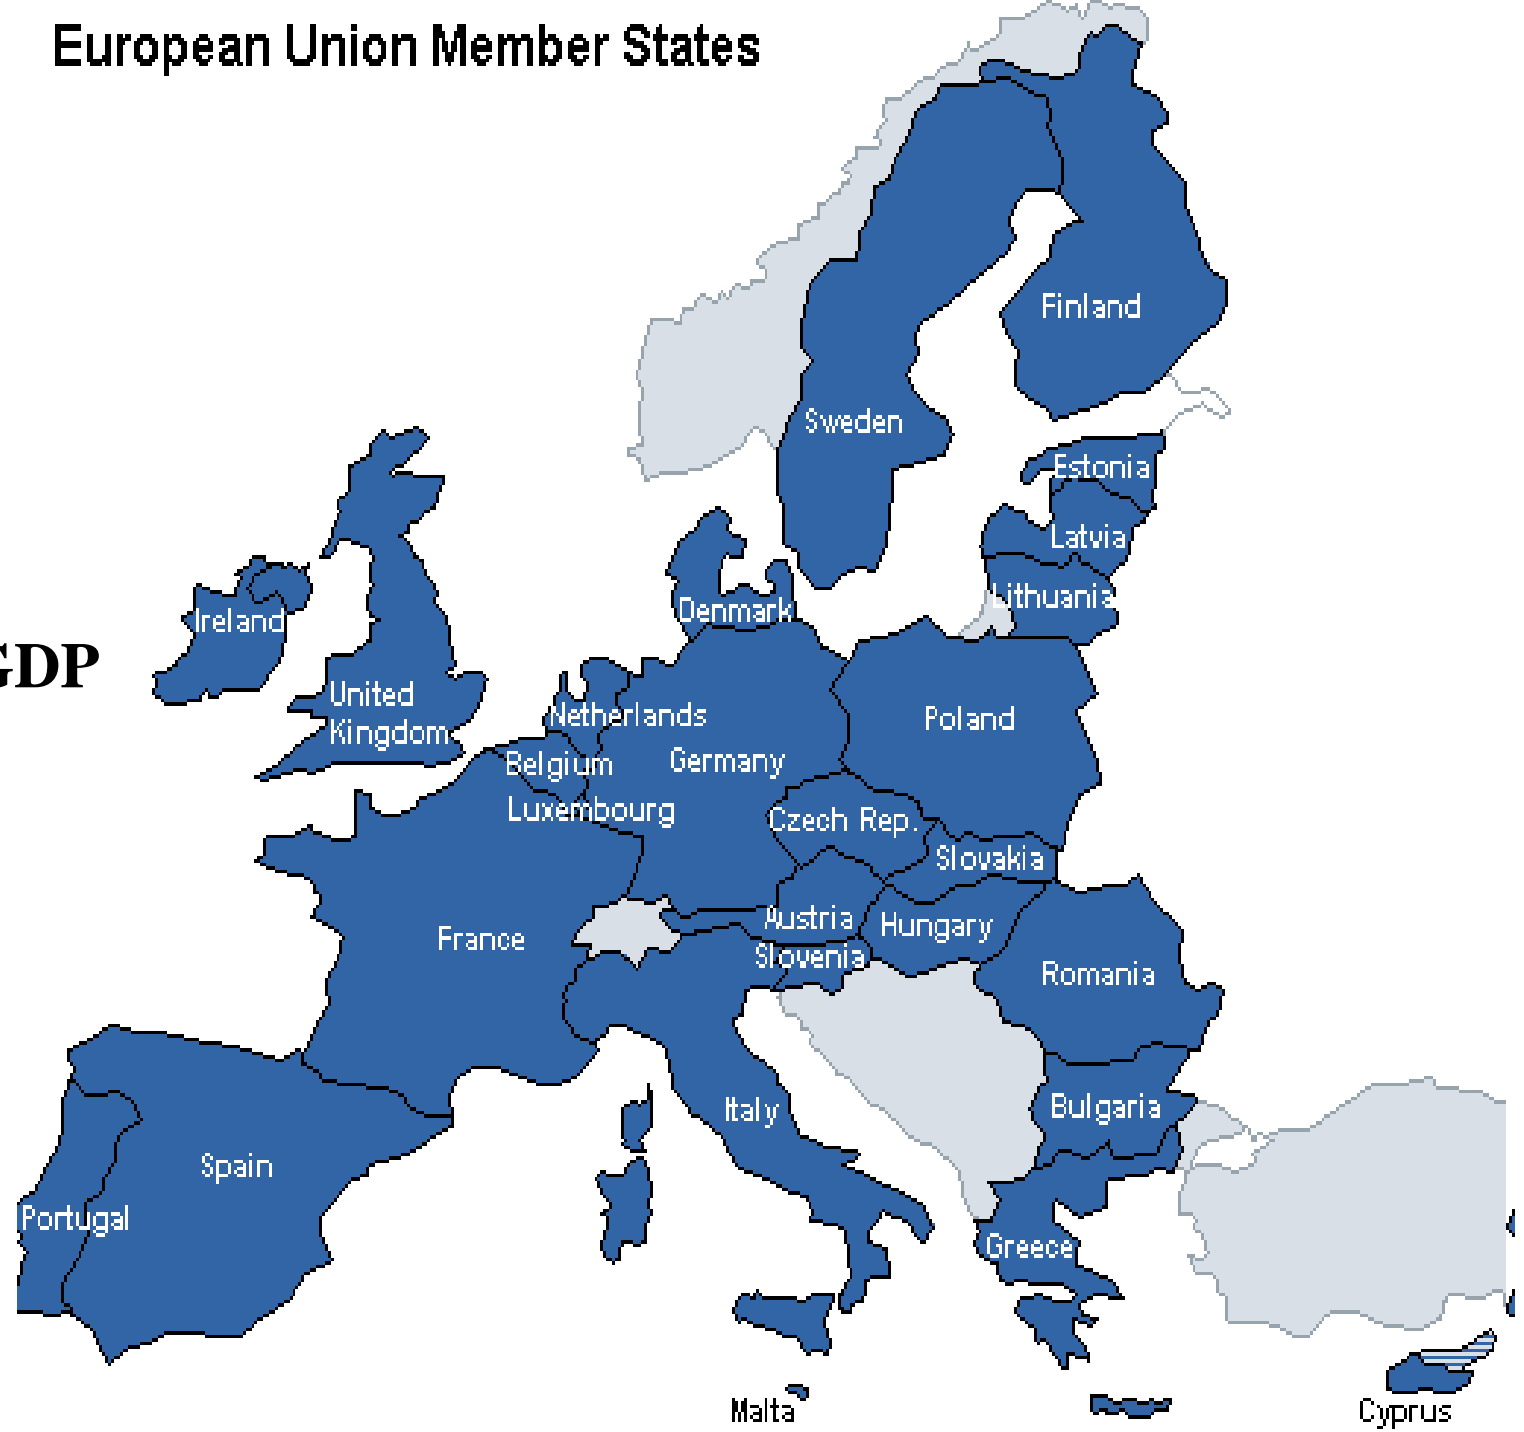 European Union Member States
Finland
Sweden
Estonia
Latvia
Lithuania
Denmark
Ireland
GDP
United
Kingdom
Netherlands
Poland
Belgium
Germany
Luxembourg
Czech Rep.
Slovakia
Austria
Hungary
France
Slovenia
Romania
Italy
Bulgaria
Spain
Portugal
Greece
Malta
Cyprus